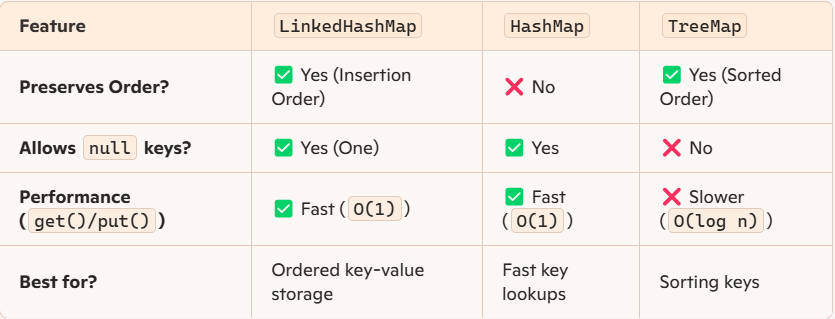 Feature LinkedHashMap HashMap TreeMap
Preserves Order? ✅ Yes (Insertion Order) ❌ No ✅ Yes (Sorted Order)
Allows null keys? ✅ Yes (One) ✅ Yes ❌ No
Performance (get()/put()) ✅ Fast (O(1)) ✅ Fast (O(1)) ❌ Slower (O(log n))
Best for? Ordered key-value storage Fast key lookups Sorting keys